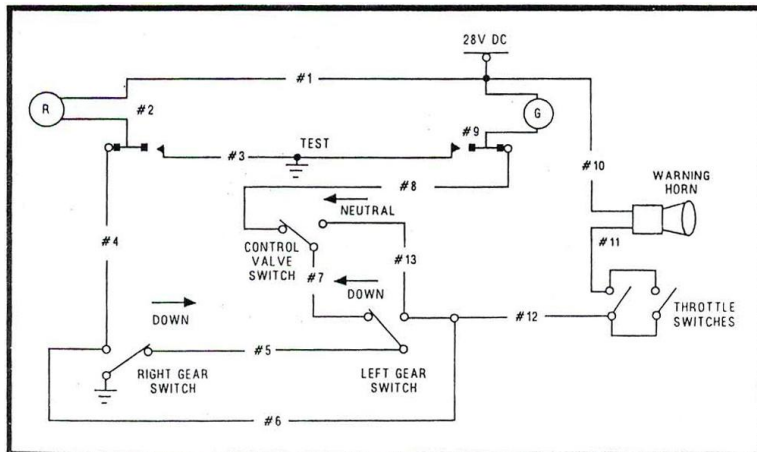 28V DC
#1
R
#2
#9
G
TEST
#3
#10
#8
WARNING
HORN
NEUTRAL
#4
#11
CONTROL
VALVE
SWITCH
#7
#13
DOWN
DOWN
#12
THROTTLE
SWITCHES
#5
RIGHT GEAR
SWITCH
LEFT GEAR
SWITCH
#6